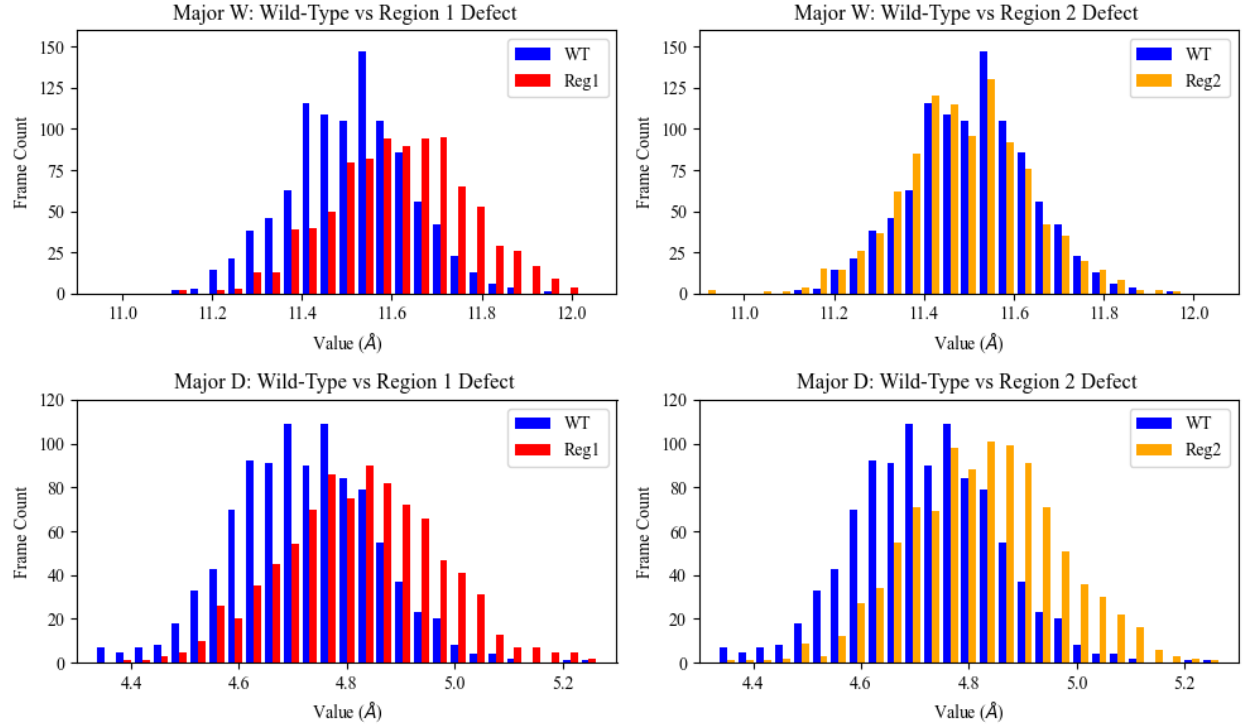 Major W: Wild-Type vs Region 1 Defect
150
125
100
75
50
25
0
Frame Count
WT
Reg1
11.0 11.2 11.4 11.6 11.8 12.0
Value (Å)
Major W: Wild-Type vs Region 2 Defect
150
125
100
75
50
25
0
Frame Count
WT
Reg2
11.0 11.2 11.4 11.6 11.8 12.0
Value (Å)
Major D: Wild-Type vs Region 1 Defect
120
100
80
60
40
20
0
Frame Count
WT
Reg1
4.4 4.6 4.8 5.0 5.2
Value (Å)
Major D: Wild-Type vs Region 2 Defect
120
100
80
60
40
20
0
Frame Count
WT
Reg2
4.4 4.6 4.8 5.0 5.2
Value (Å)